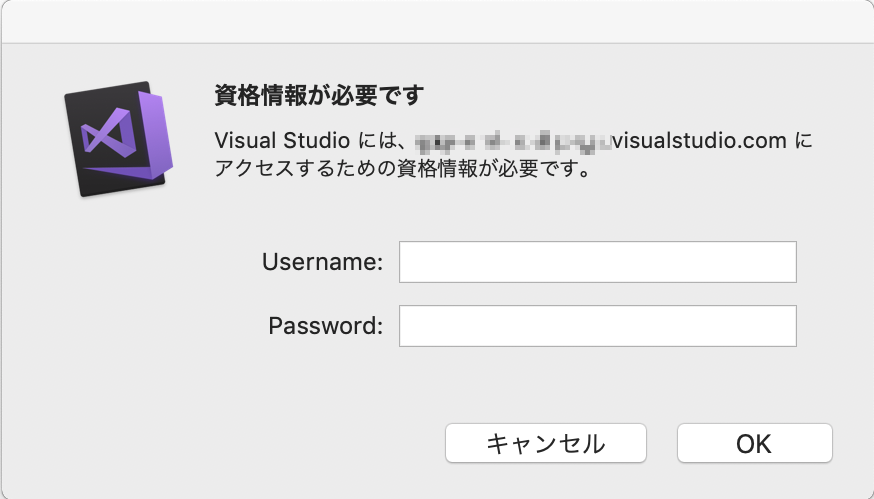 資格情報が必要です
Visual Studio には、visualstudio.com に
アクセスするための資格情報が必要です。
Username:
Password:
キャンセル
OK